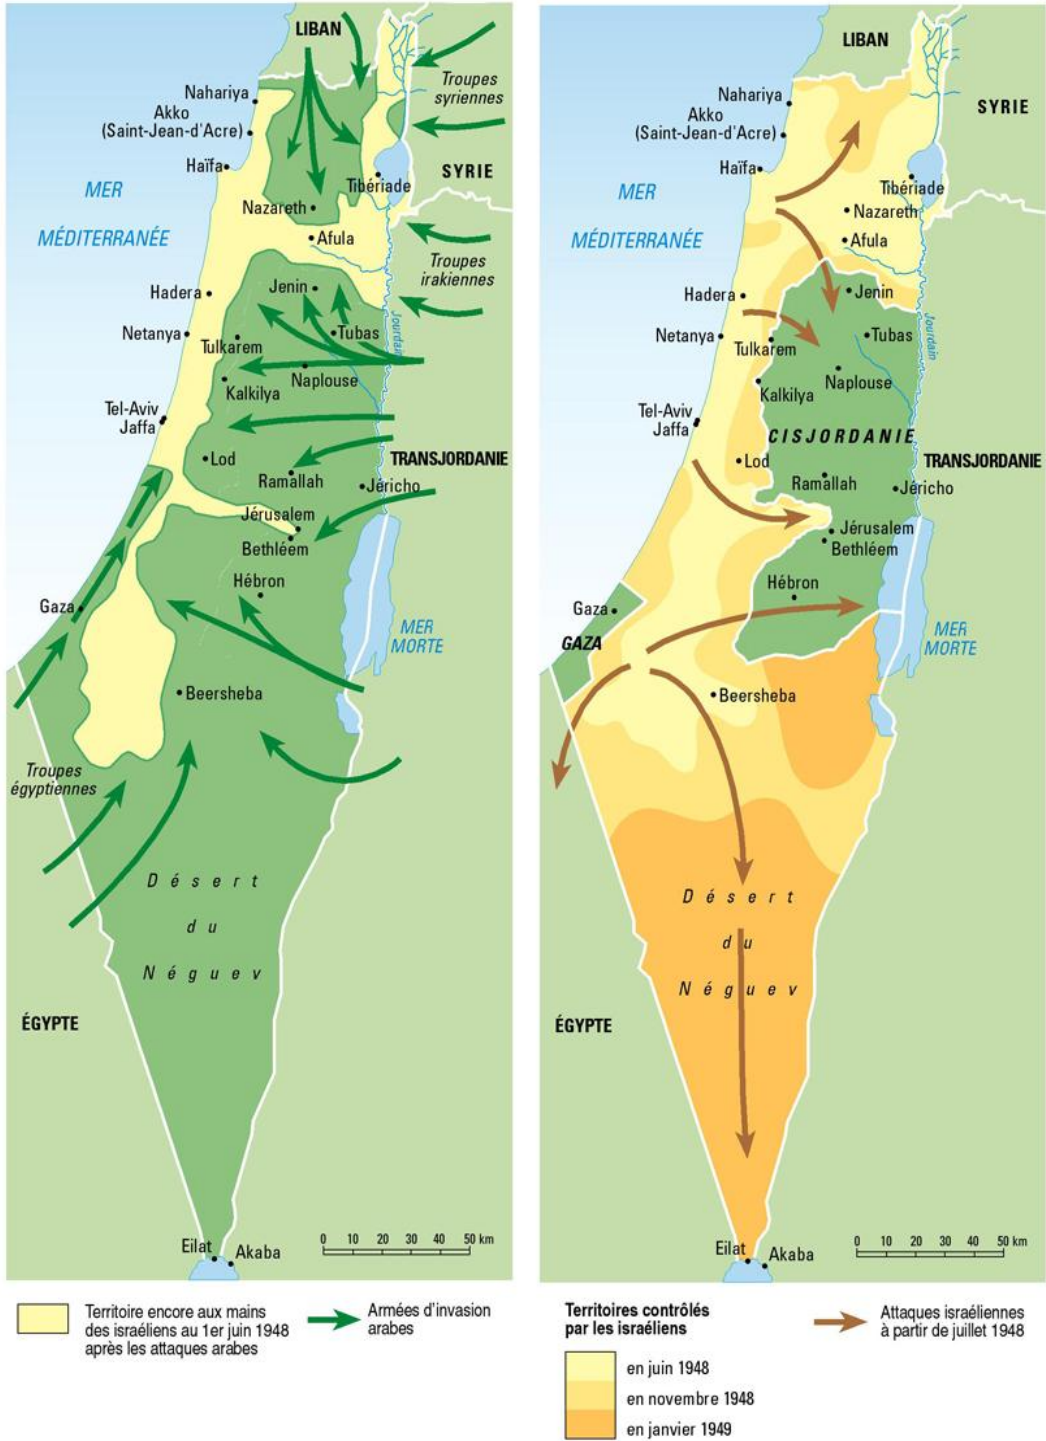 LIBAN
Troupes
syriennes
Nahariya
Akko
(Saint-Jean-d'Acre)
Haïfa
SYRIE
Tibériade
MER
MÉDITERRANÉE
Nazareth
Afula
Troupes
irakiennes
Hadera
Jenin
Jourdain
Netanya
Tulkarem
Tubas
Naplouse
Kalkilya
Tel-Aviv
Jaffa
Lod
TRANSJORDANIE
Ramallah
Jéricho
Jérusalem
Bethléem
Hébron
Gaza
MER
MORTE
Beersheba
Troupes
égyptiennes
Désert
du
Néguev
ÉGYPTE
Eilat
Akaba
0 10 20 30 40 50 km
Territoire encore aux mains
des israéliens au 1er juin 1948
après les attaques arabes
Armées d'invasion
arabes
LIBAN
Nahariya
Akko
(Saint-Jean-d'Acre)
SYRIE
Haïfa
Tibériade
MER
MÉDITERRANÉE
Nazareth
Afula
Hadera
Jenin
Jourdain
Netanya
Tulkarem
Tubas
Naplouse
Kalkilya
Tel-Aviv
Jaffa
CISJORDANIE
Lod
TRANSJORDANIE
Ramallah
Jéricho
Jérusalem
Bethléem
Hébron
Gaza
GAZA
MER
MORTE
Beersheba
Désert
du
Néguev
ÉGYPTE
Eilat
Akaba
0 10 20 30 40 50 km
Territoires contrôlés
par les israéliens
en juin 1948
en novembre 1948
en janvier 1949
Attaques israéliennes
à partir de juillet 1948